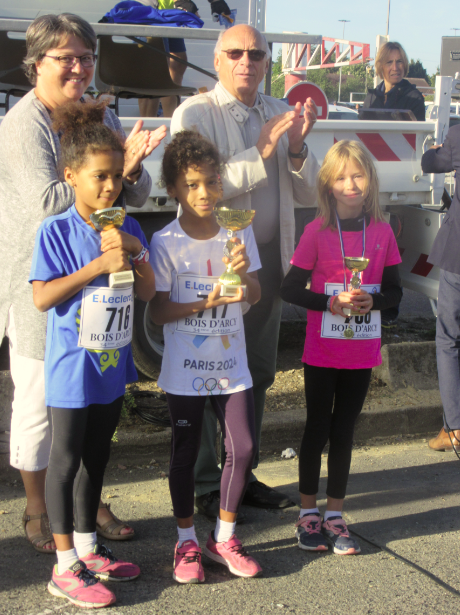 E.Leclerc
716
BOIS D'ARCY
E.Leclerc
717
BOIS D'ARCY
PARIS 2024
BOIS D'ARCY